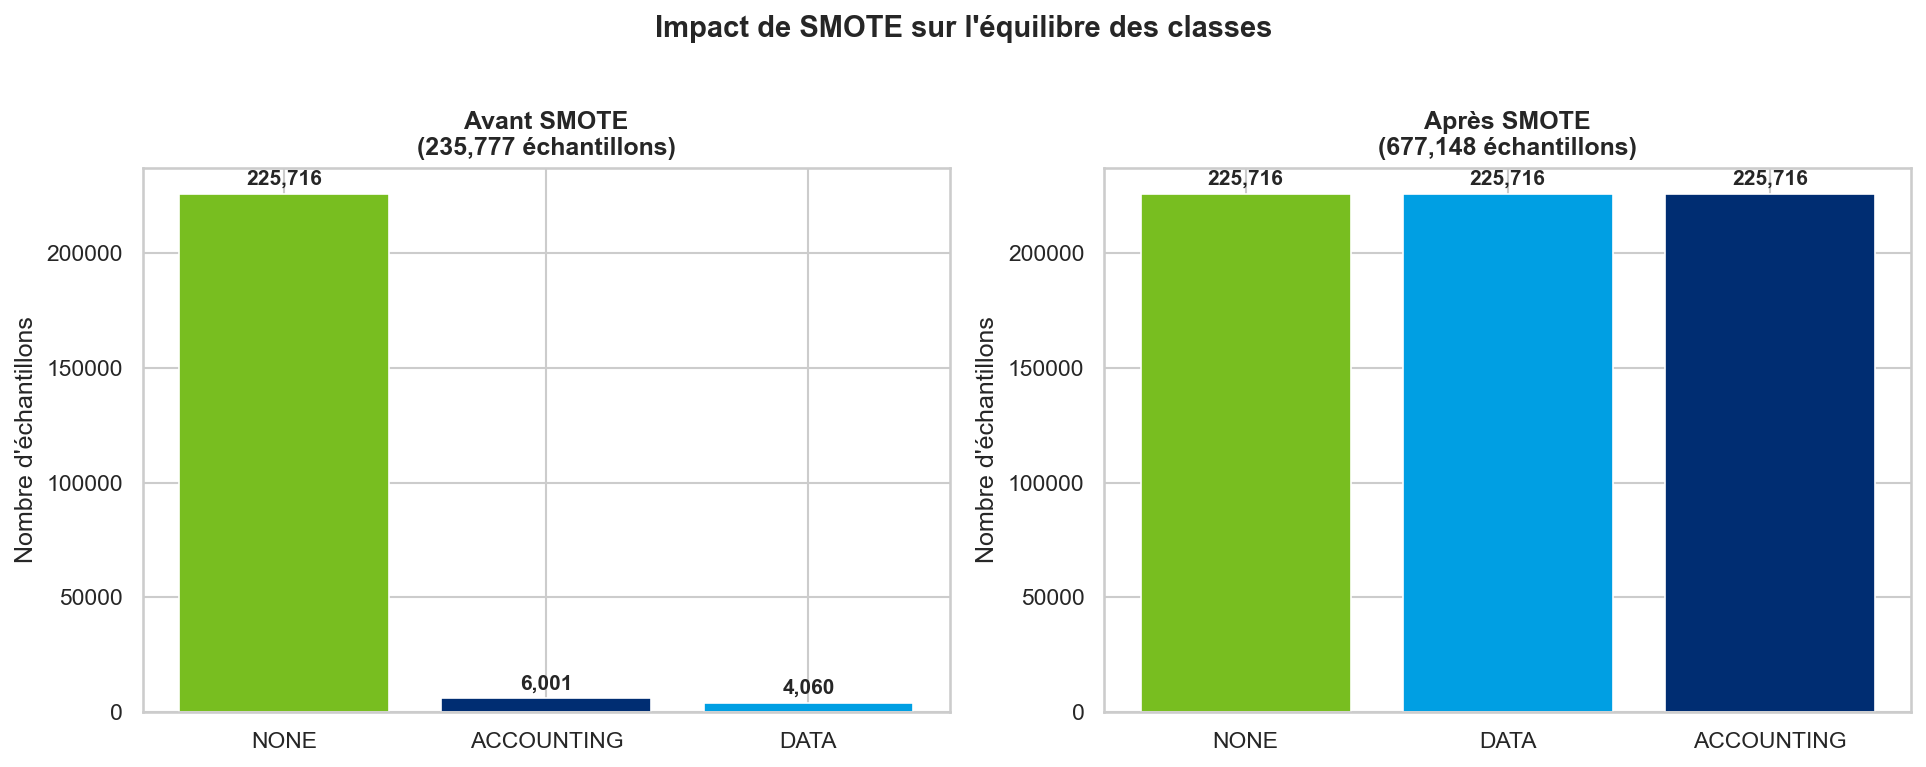 Impact de SMOTE sur l'équilibre des classes
Avant SMOTE
(235,777 échantillons)
Nombre d'échantillons
200000
150000
100000
50000
0
225,716
6,001
4,060
NONE
ACCOUNTING
DATA
Après SMOTE
(677,148 échantillons)
Nombre d'échantillons
200000
150000
100000
50000
0
225,716
225,716
225,716
NONE
DATA
ACCOUNTING